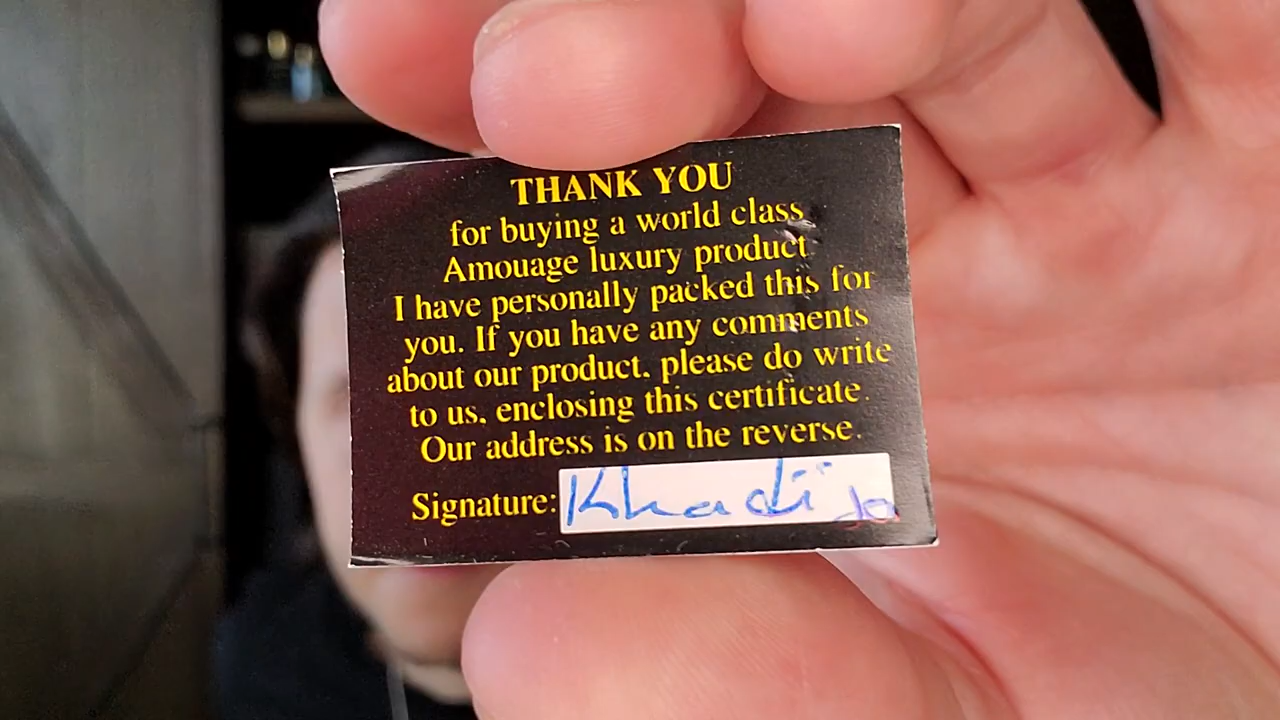 THANK YOU
for buying a world class
Amouage luxury product
I have personally packed this for
you. If you have any comments
about our product, please do write
to us, enclosing this certificate.
Our address is on the reverse.
Signature: Khadija